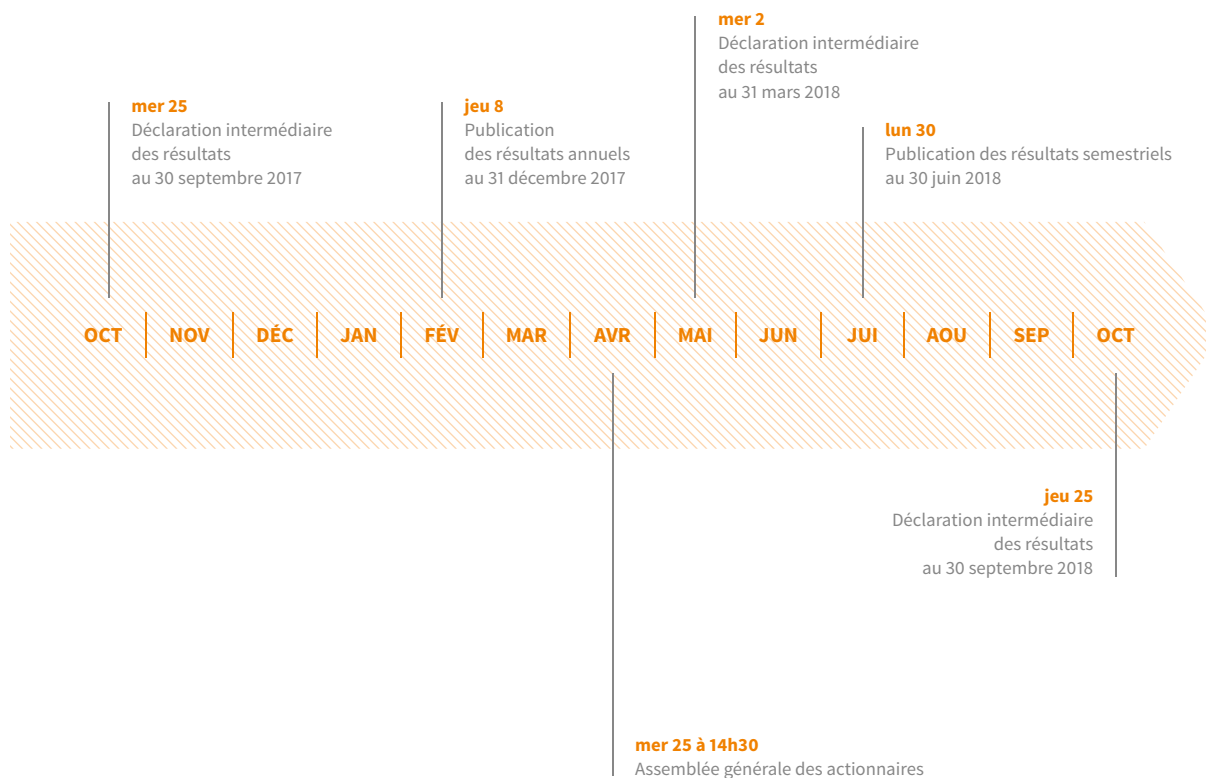 mer 2
Déclaration intermédiaire
des résultats
au 31 mars 2018
mer 25
Déclaration intermédiaire
des résultats
au 30 septembre 2017
jeu 8
Publication
des résultats annuels
au 31 décembre 2017
lun 30
Publication des résultats semestriels
au 30 juin 2018
OCT NOV DÉC JAN FÉV MAR AVR MAI JUN JUI AOU SEP OCT
jeu 25
Déclaration intermédiaire
des résultats
au 30 septembre 2018
mer 25 à 14h30
Assemblée générale des actionnaires